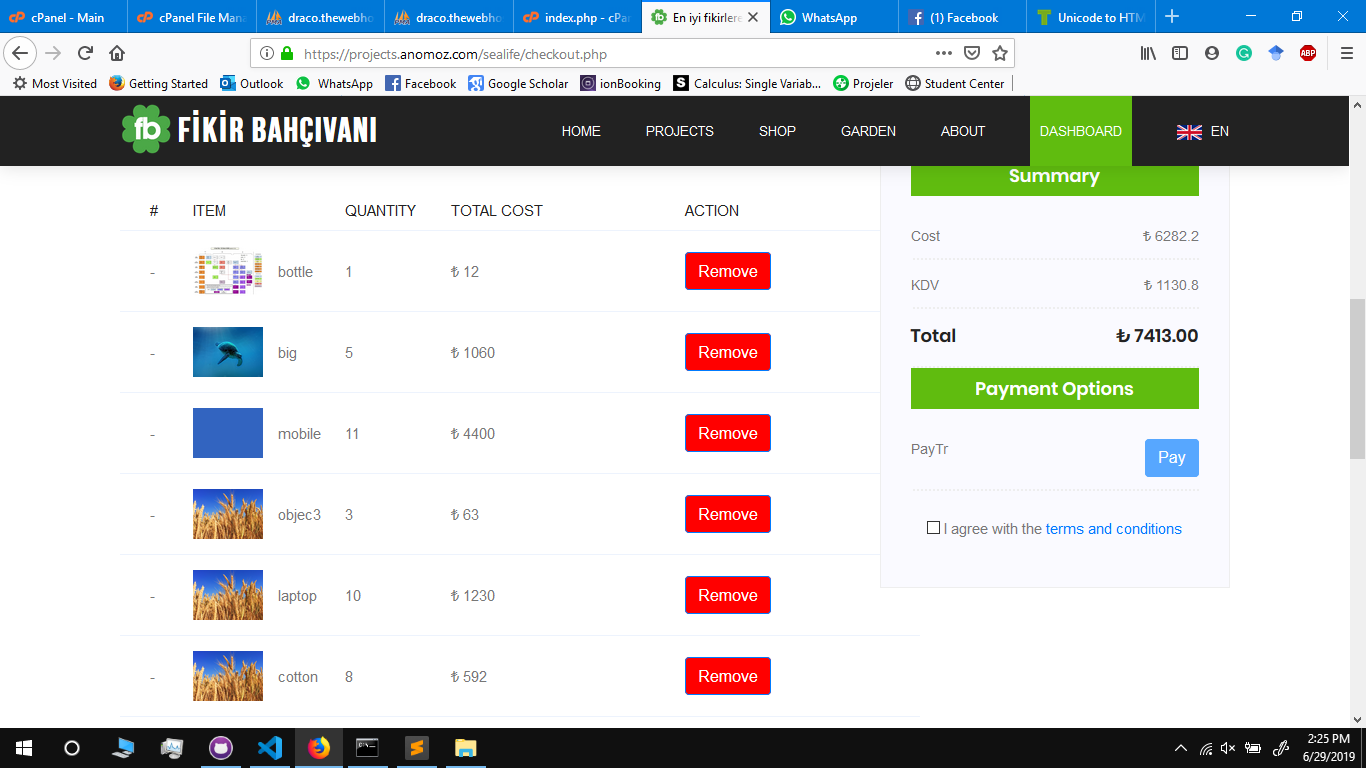 cPanel - Main
cPanel File Man
draco.thewebho
draco.thewebho
index.php - cPa
En iyi fikirlere
WhatsApp
(1) Facebook
Unicode to HTM
https://projects.anomoz.com/sealife/checkout.php
Most Visited
Getting Started
Outlook
WhatsApp
Facebook
Google Scholar
ionBooking
Calculus: Single Variab...
Projeler
Student Center
fb FİKİR BAHÇIVANI
HOME
PROJECTS
SHOP
GARDEN
ABOUT
DASHBOARD
EN
# ITEM QUANTITY TOTAL COST ACTION
- bottle 1 ₺ 12 Remove
- big 5 ₺ 1060 Remove
- mobile 11 ₺ 4400 Remove
- objec3 3 ₺ 63 Remove
- laptop 10 ₺ 1230 Remove
- cotton 8 ₺ 592 Remove
Summary
Cost ₺ 6282.2
KDV ₺ 1130.8
Total ₺ 7413.00
Payment Options
PayTr Pay
I agree with the terms and conditions
2:25 PM
6/29/2019